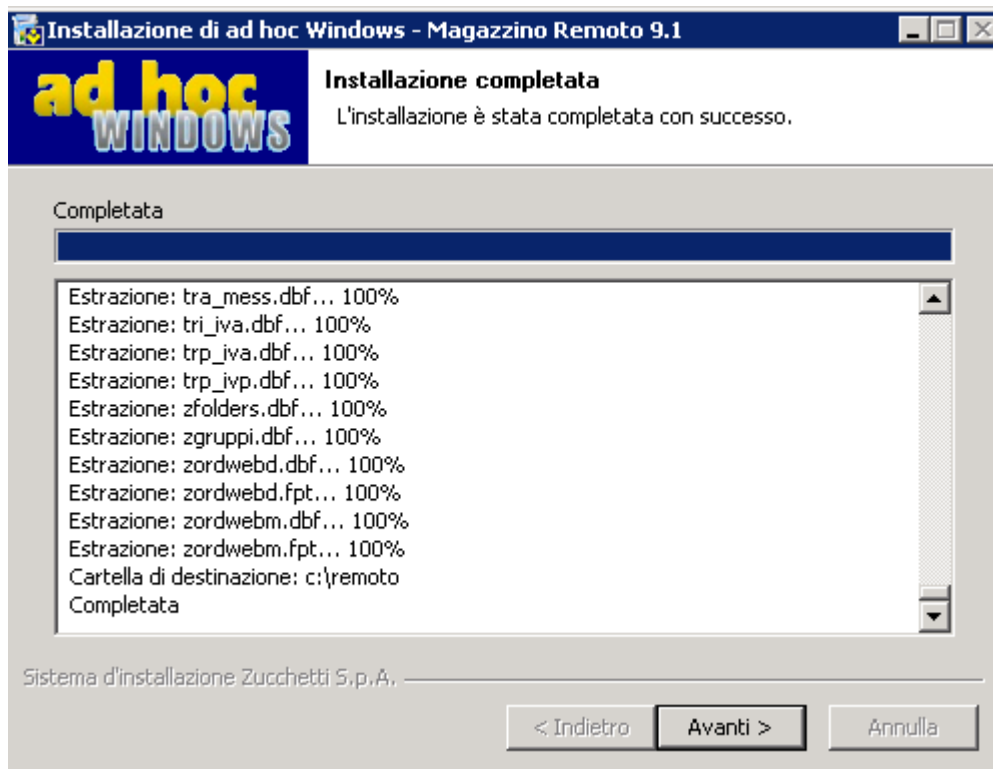 Installazione di ad hoc Windows - Magazzino Remoto 9.1
ad hoc
WINDOWS
Installazione completata
L'installazione è stata completata con successo.
Completata
Estrazione: tra_mess.dbf... 100%
Estrazione: tri_iva.dbf... 100%
Estrazione: trp_iva.dbf... 100%
Estrazione: trp_ivp.dbf... 100%
Estrazione: zfolders.dbf... 100%
Estrazione: zgruppi.dbf... 100%
Estrazione: zordwebd.dbf... 100%
Estrazione: zordwebd.fpt... 100%
Estrazione: zordwebm.dbf... 100%
Estrazione: zordwebm.fpt... 100%
Cartella di destinazione: c:\remoto
Completata
Sistema d'installazione Zucchetti S.p.A.
< Indietro
Avanti >
Annulla